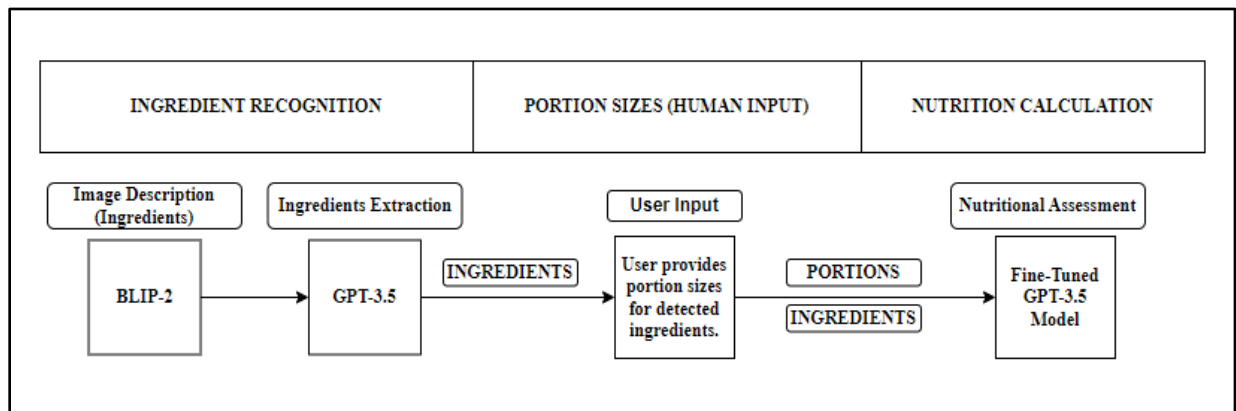 INGREDIENT RECOGNITION
PORTION SIZES (HUMAN INPUT)
NUTRITION CALCULATION
Image Description
(Ingredients)
Ingredients Extraction
User Input
Nutritional Assessment
BLIP-2
GPT-3.5
INGREDIENTS
User provides
portion sizes
for detected
ingredients.
PORTIONS
INGREDIENTS
Fine-Tuned
GPT-3.5
Model